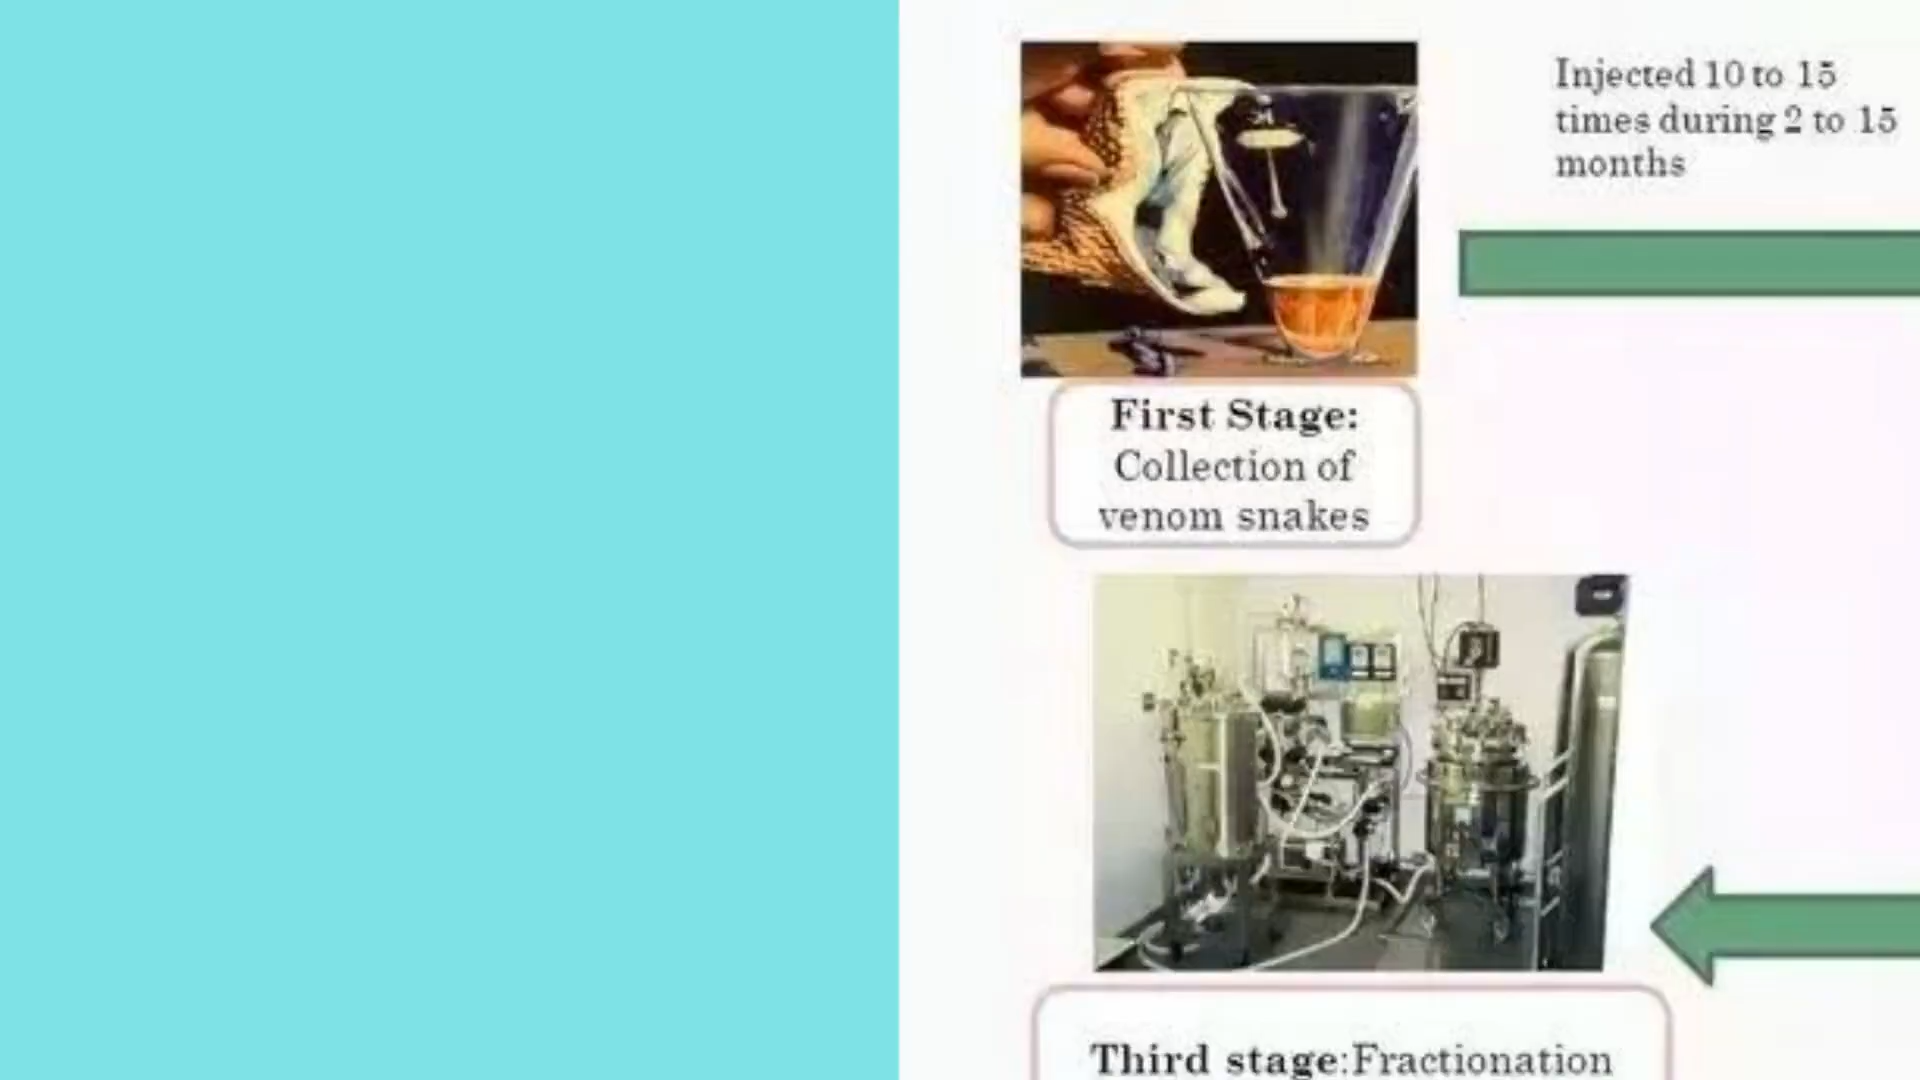 Injected 10 to 15
times during 2 to 15
months
First Stage:
Collection of
venom snakes
Third stage:Fractionation